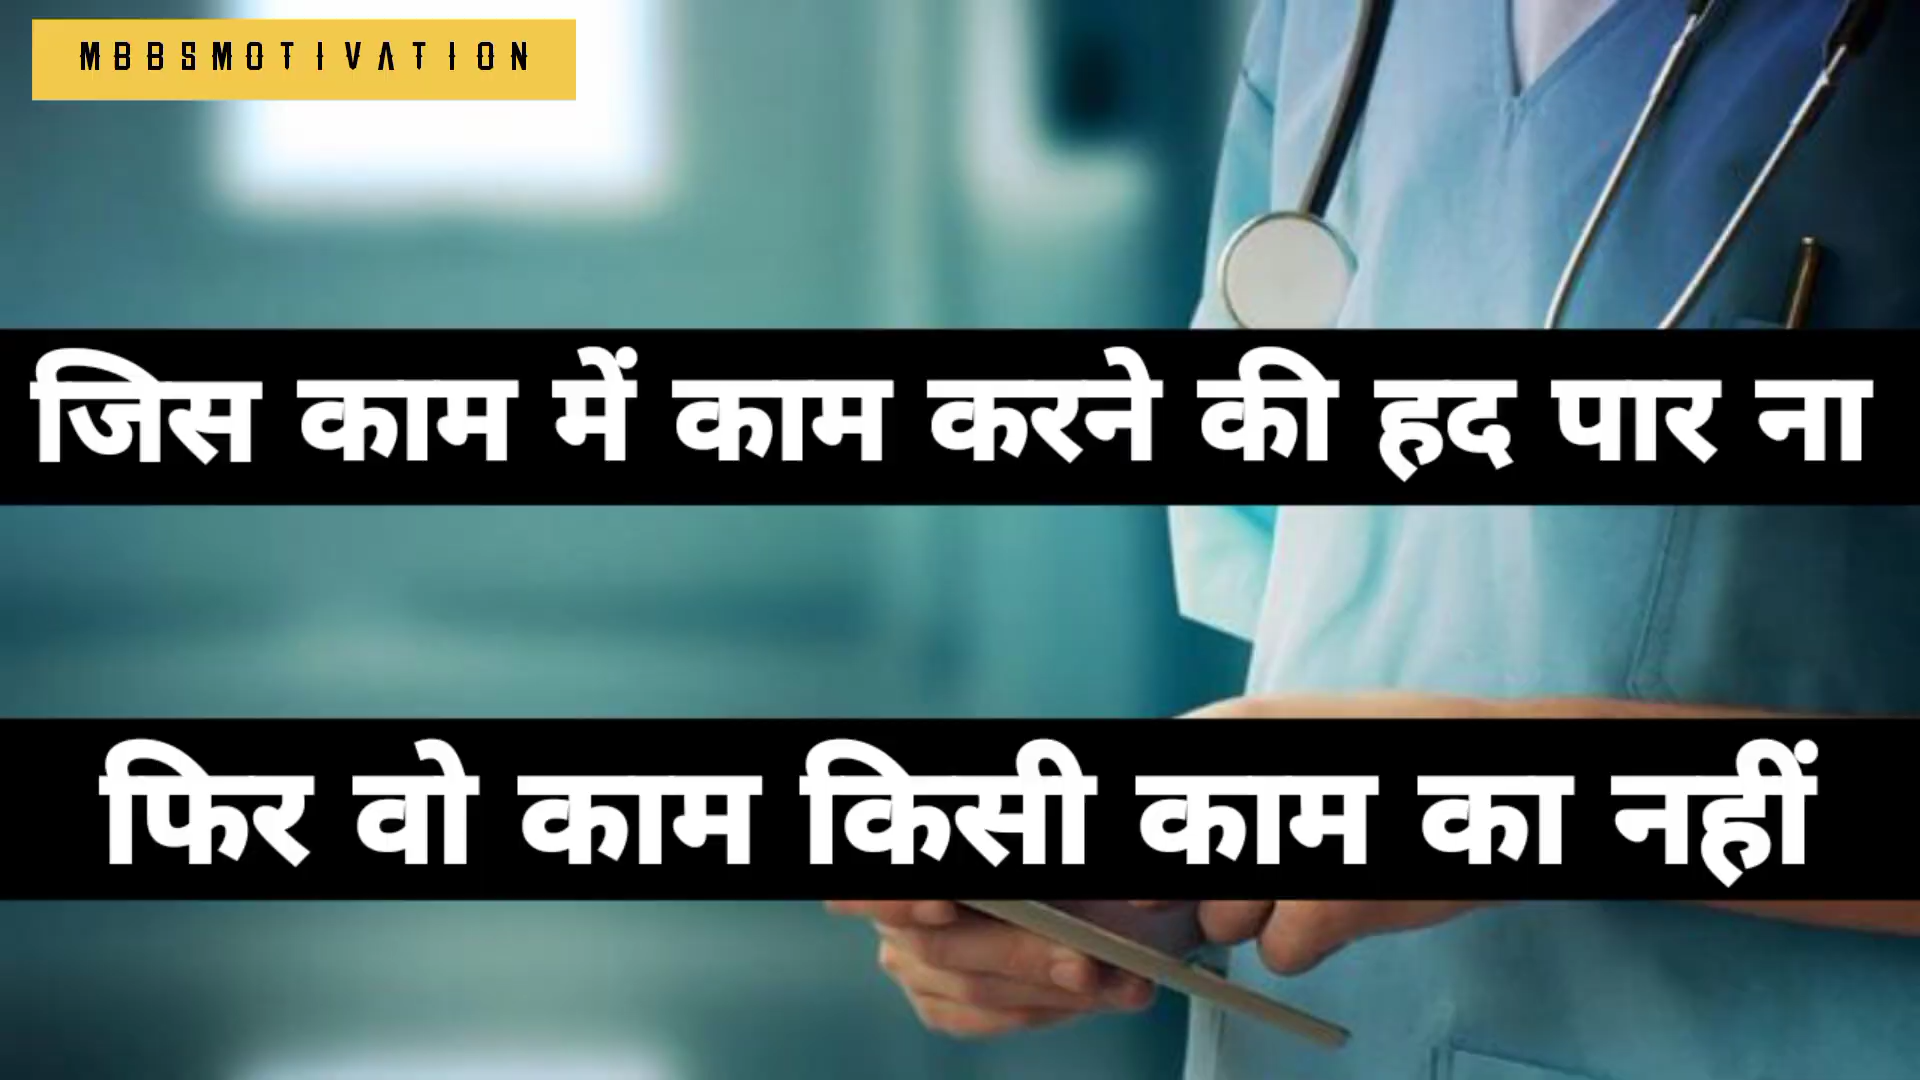 MBBSMOTIVATION
जिस काम में काम करने की हद पार ना
फिर वो काम किसी काम का नहीं